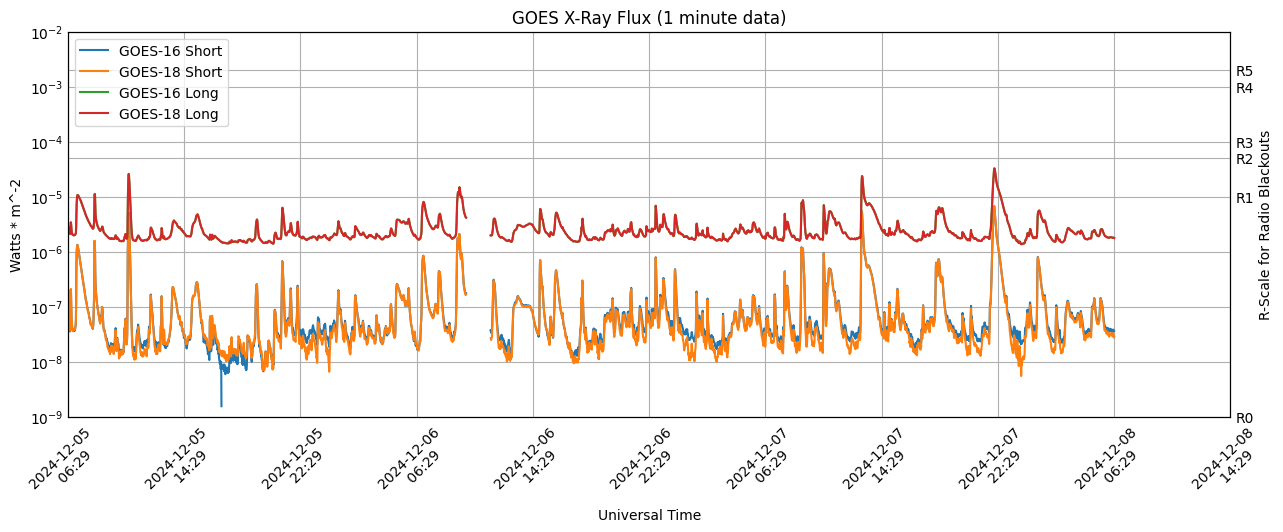 GOES X-Ray Flux (1 minute data)
GOES-16 Short
GOES-18 Short
GOES-16 Long
GOES-18 Long
10^-2
10^-3
10^-4
10^-5
10^-6
10^-7
10^-8
10^-9
Watts * m^-2
R5
R4
R3
R2
R1
R0
R-Scale for Radio Blackouts
2024-12-05
06:29
2024-12-05
14:29
2024-12-05
22:29
2024-12-06
06:29
2024-12-06
14:29
2024-12-06
22:29
2024-12-07
06:29
2024-12-07
14:29
2024-12-07
22:29
2024-12-08
06:29
2024-12-08
14:29
Universal Time